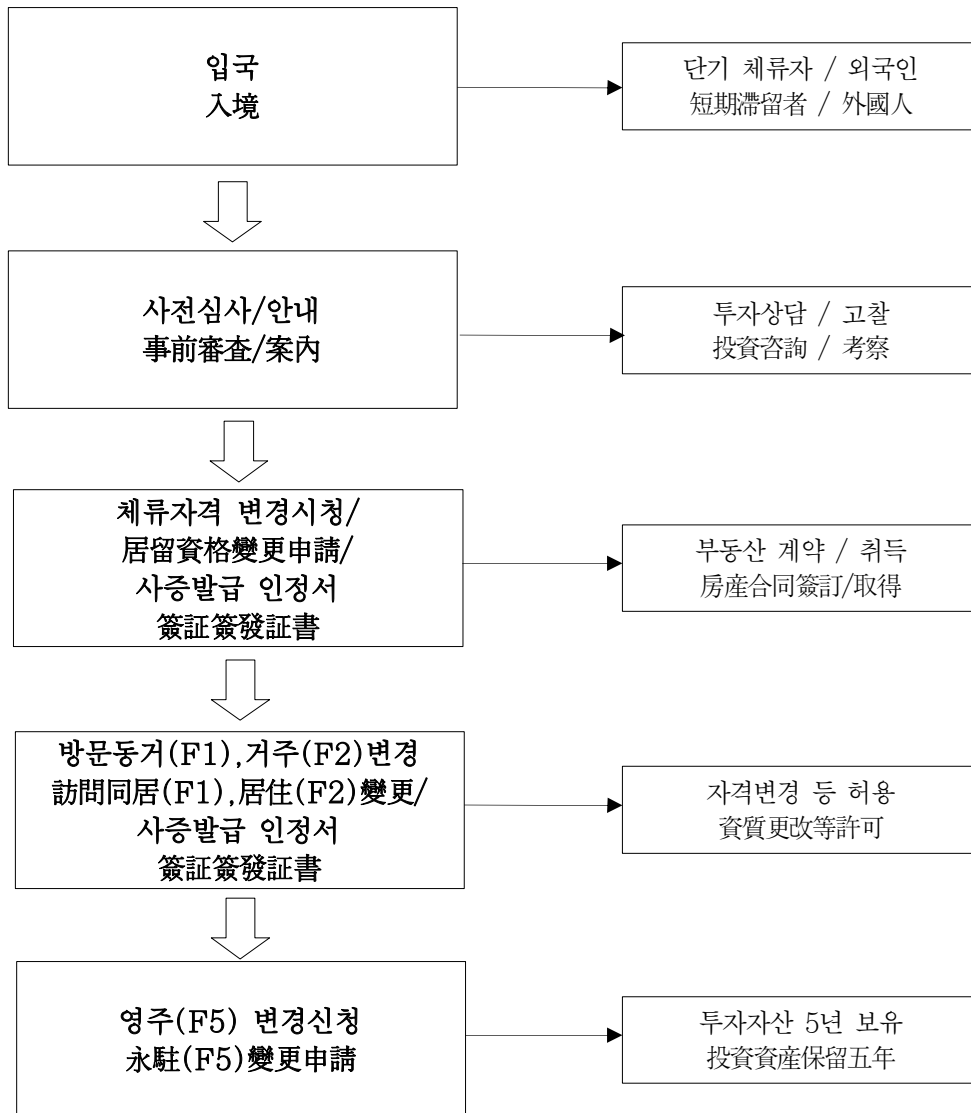 입국
入境
단기 체류자 / 외국인
短期滯留者 / 外國人
사전심사/안내
事前審査/案內
투자상담 / 고찰
投資咨詢 / 考察
체류자격 변경시청/
居留資格變更申請/
사증발급 인정서
簽証簽發証書
부동산 계약 / 취득
房産合同簽訂/取得
방문동거(F1),거주(F2)변경
訪問同居(F1),居住(F2)變更/
사증발급 인정서
簽証簽發証書
자격변경 등 허용
資質更改等許可
영주(F5) 변경신청
永駐(F5)變更申請
투자자산 5년 보유
投資資産保留五年